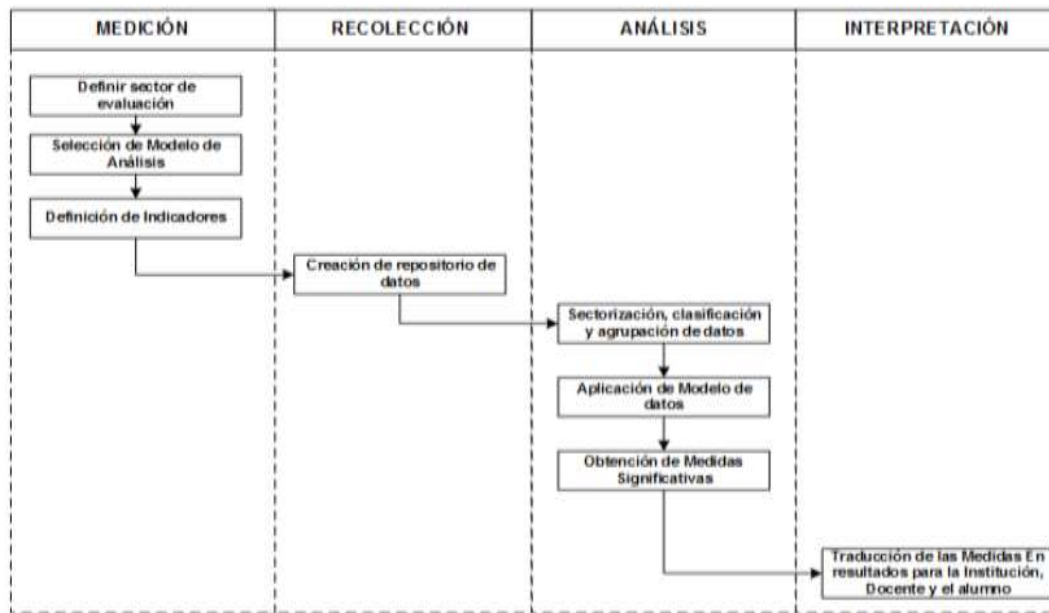 MEDICIÓN
RECOLECCIÓN
ANÁLISIS
INTERPRETACIÓN
Definir sector de
evaluación
Selección de Modelo de
Análisis
Definición de Indicadores
Creación de repositorio de
datos
Sectorización, clasificación
y agrupación de datos
Aplicación de Modelo de
datos
Obtención de Medidas
Significativas
Traducción de las Medidas En
resultados para la Institución,
Docente y el alumno